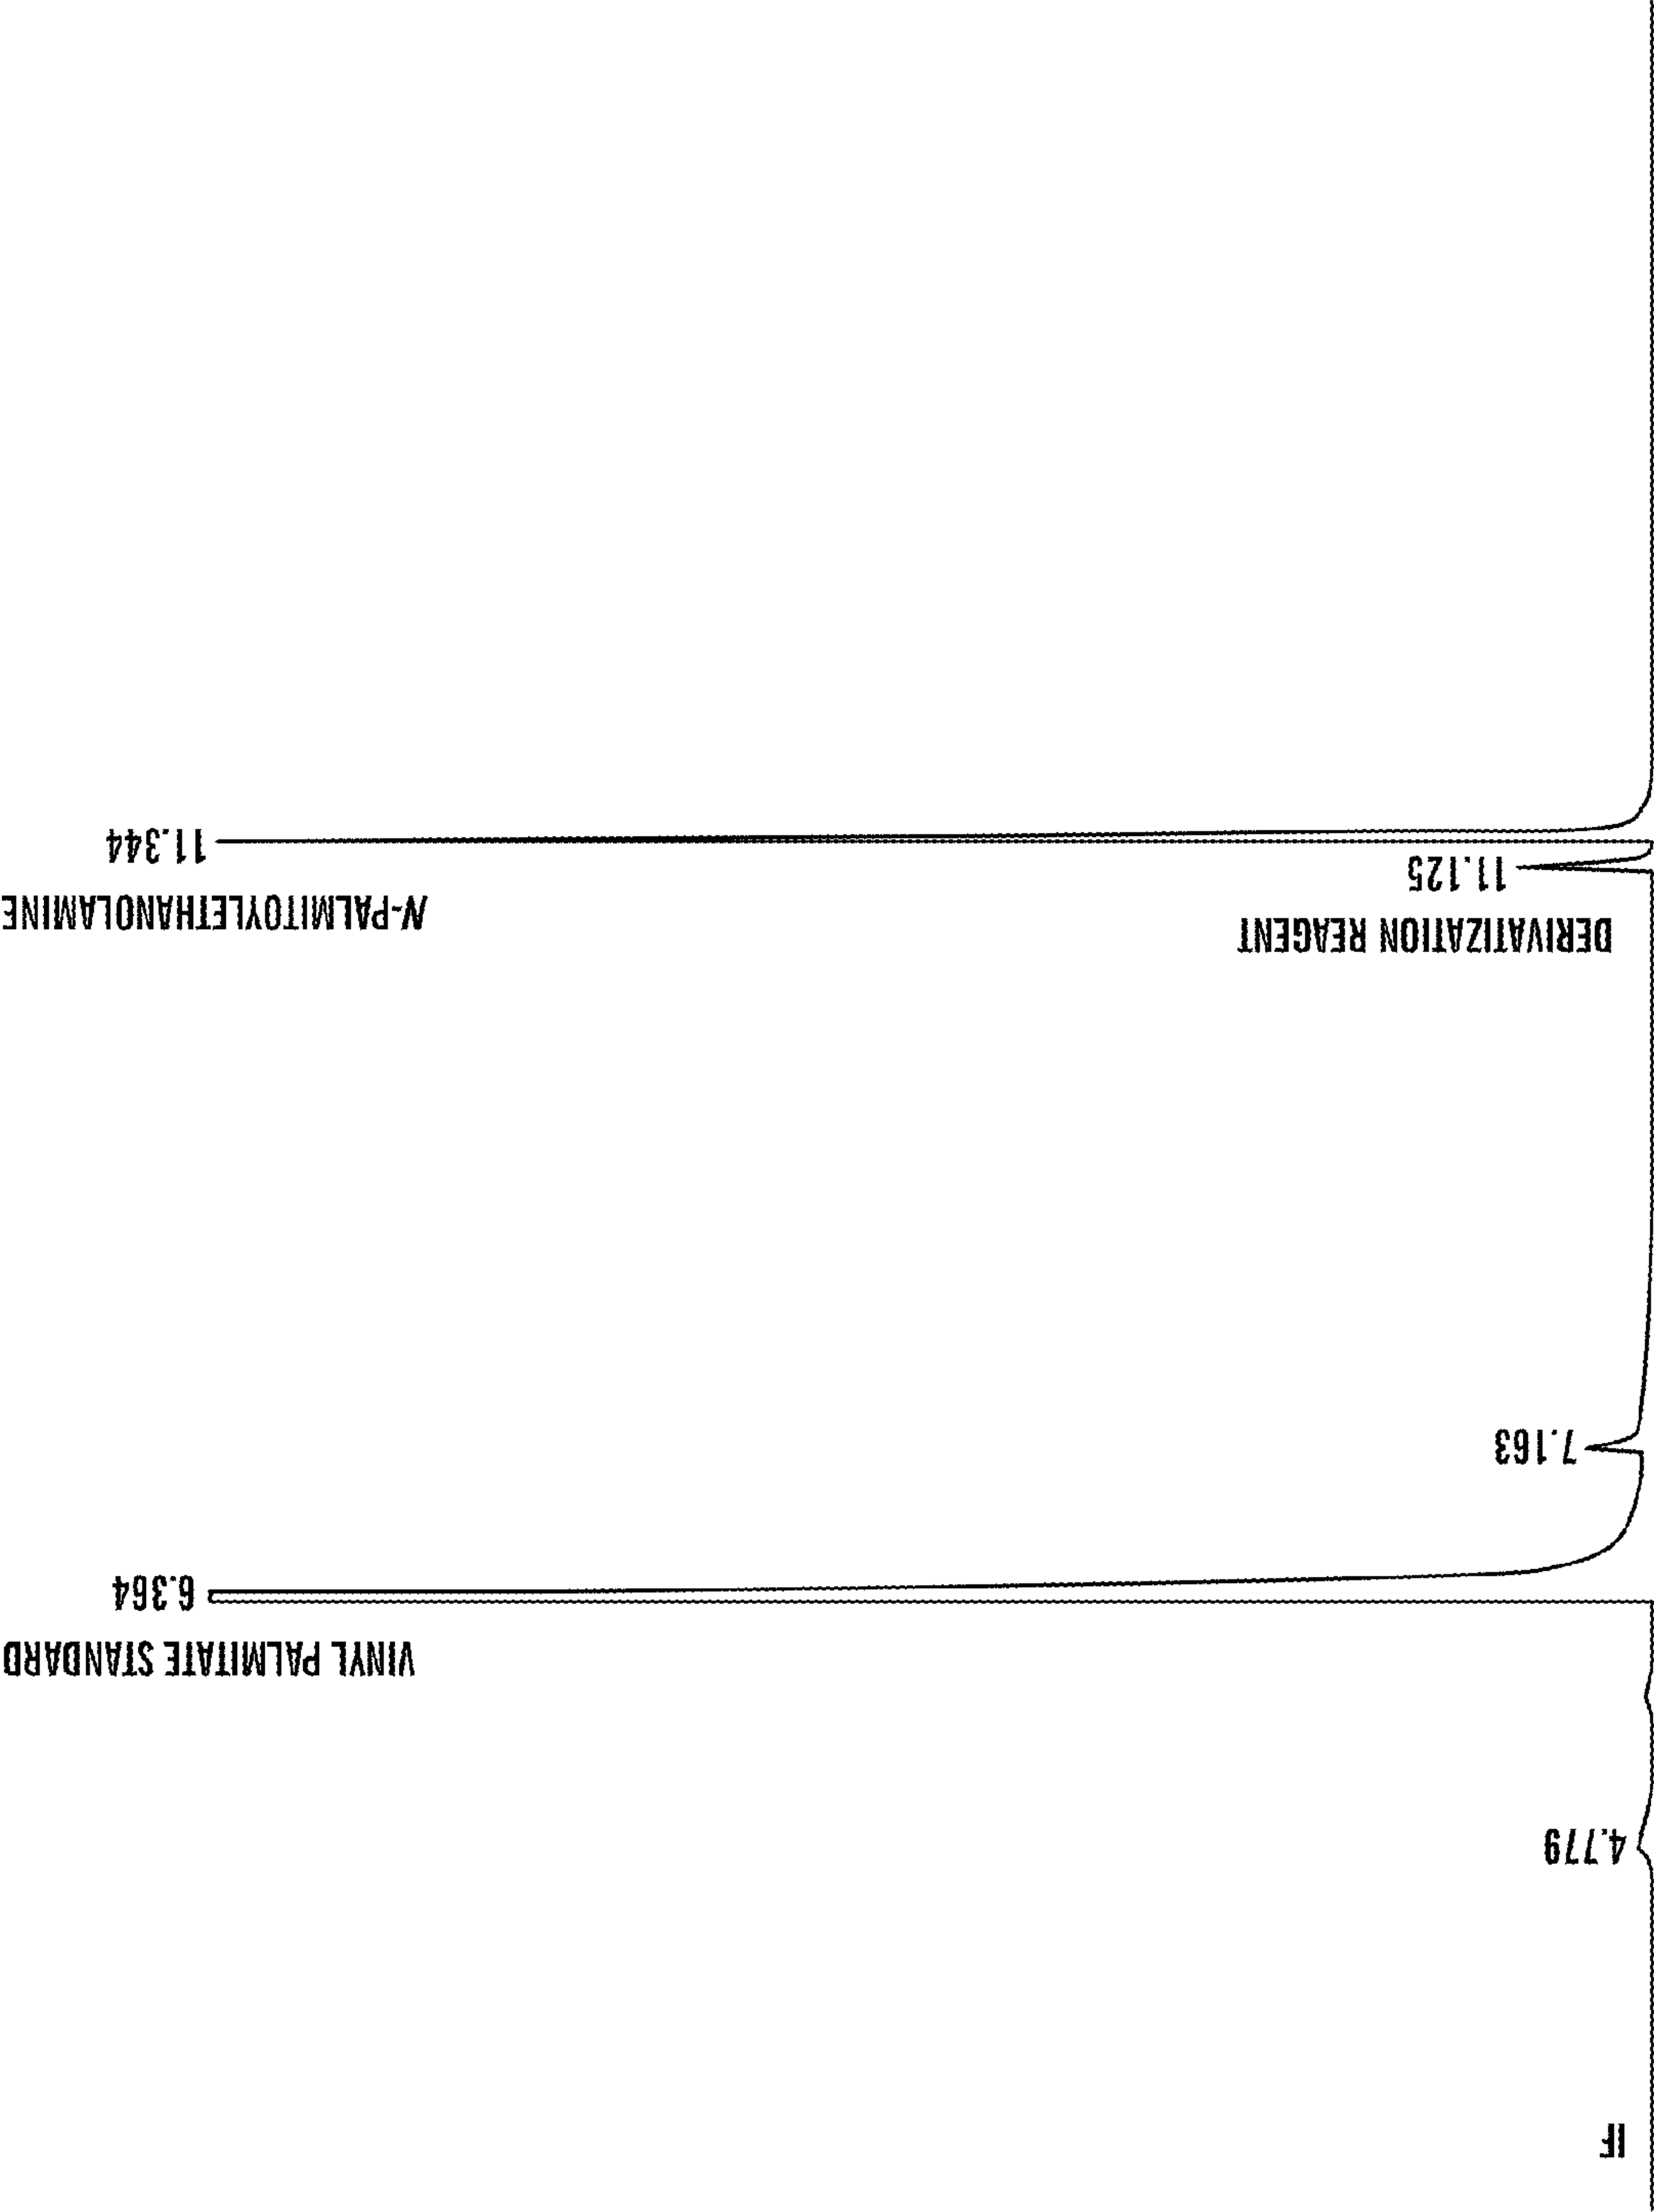 IF
4.779
VINYL PALMITATE STANDARD
6.364
7.163
DERIVATIZATION REAGENT
11.125
N-PALMITOYLETHANOLAMINE
11.344